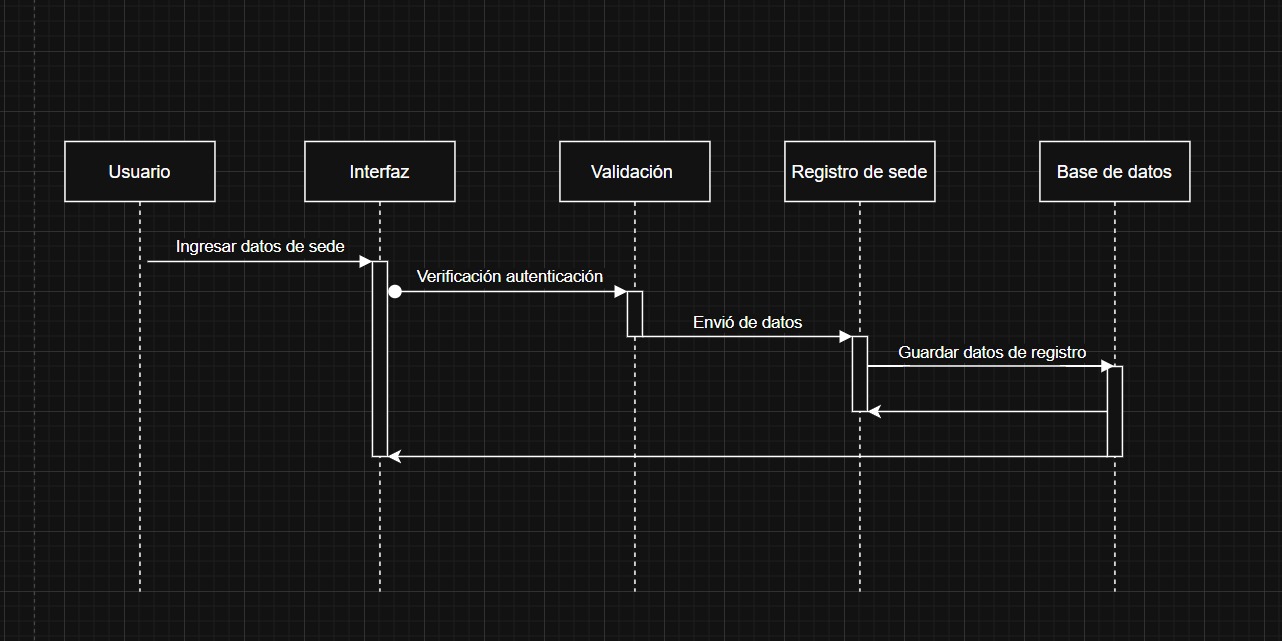 Usuario
Interfaz
Validación
Registro de sede
Base de datos
Ingresar datos de sede
Verificación autenticación
Envió de datos
Guardar datos de registro